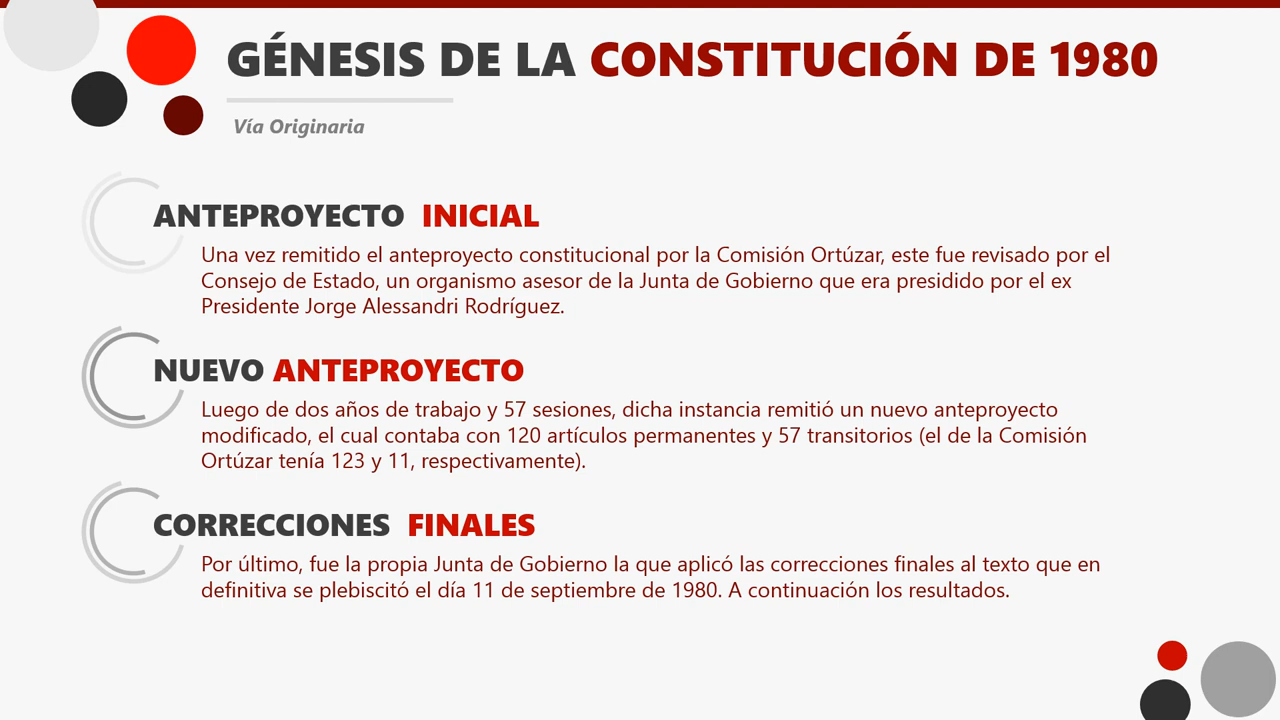 GÉNESIS DE LA CONSTITUCIÓN DE 1980
Vía Originaria
ANTEPROYECTO INICIAL
Una vez remitido el anteproyecto constitucional por la Comisión Ortúzar, este fue revisado por el
Consejo de Estado, un organismo asesor de la Junta de Gobierno que era presidido por el ex
Presidente Jorge Alessandri Rodríguez.
NUEVO ANTEPROYECTO
Luego de dos años de trabajo y 57 sesiones, dicha instancia remitió un nuevo anteproyecto
modificado, el cual contaba con 120 artículos permanentes y 57 transitorios (el de la Comisión
Ortúzar tenía 123 y 11, respectivamente).
CORRECCIONES FINALES
Por último, fue la propia Junta de Gobierno la que aplicó las correcciones finales al texto que en
definitiva se plebiscitó el día 11 de septiembre de 1980. A continuación los resultados.